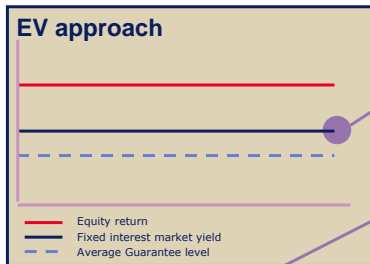 EV approach
Equity return
Fixed interest market yield
Average Guarantee level